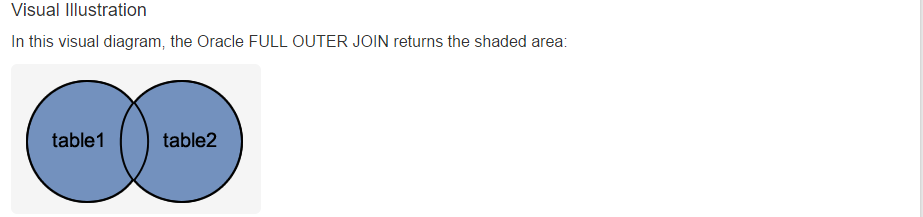 Visual Illustration
In this visual diagram, the Oracle FULL OUTER JOIN returns the shaded area:
table1 table2